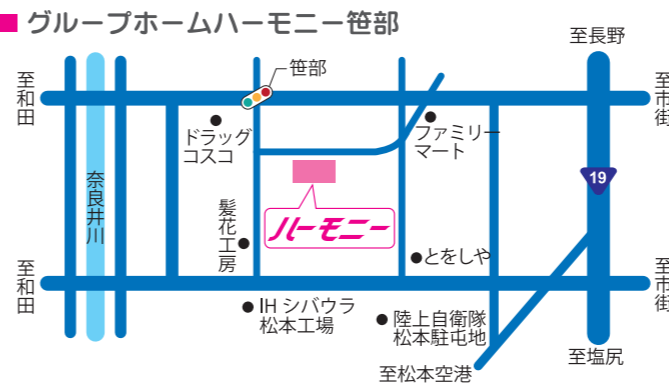 ■ グループホームハーモニー笹部
至長野
笹部
至和田
至市街
ドラッグ
コスコ
ファミリー
マート
19
奈良井川
ハーモニー
髪花工房
とをしや
至和田
至市街
IH シバウラ
松本工場
陸上自衛隊
松本駐屯地
至塩尻
至松本空港